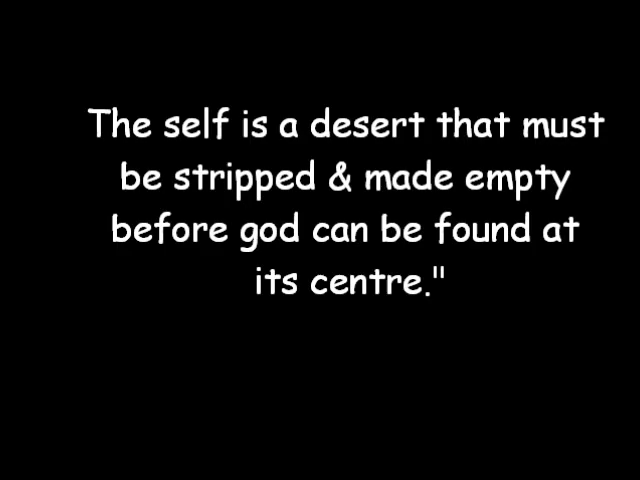 The self is a desert that must
be stripped & made empty
before god can be found at
its centre."